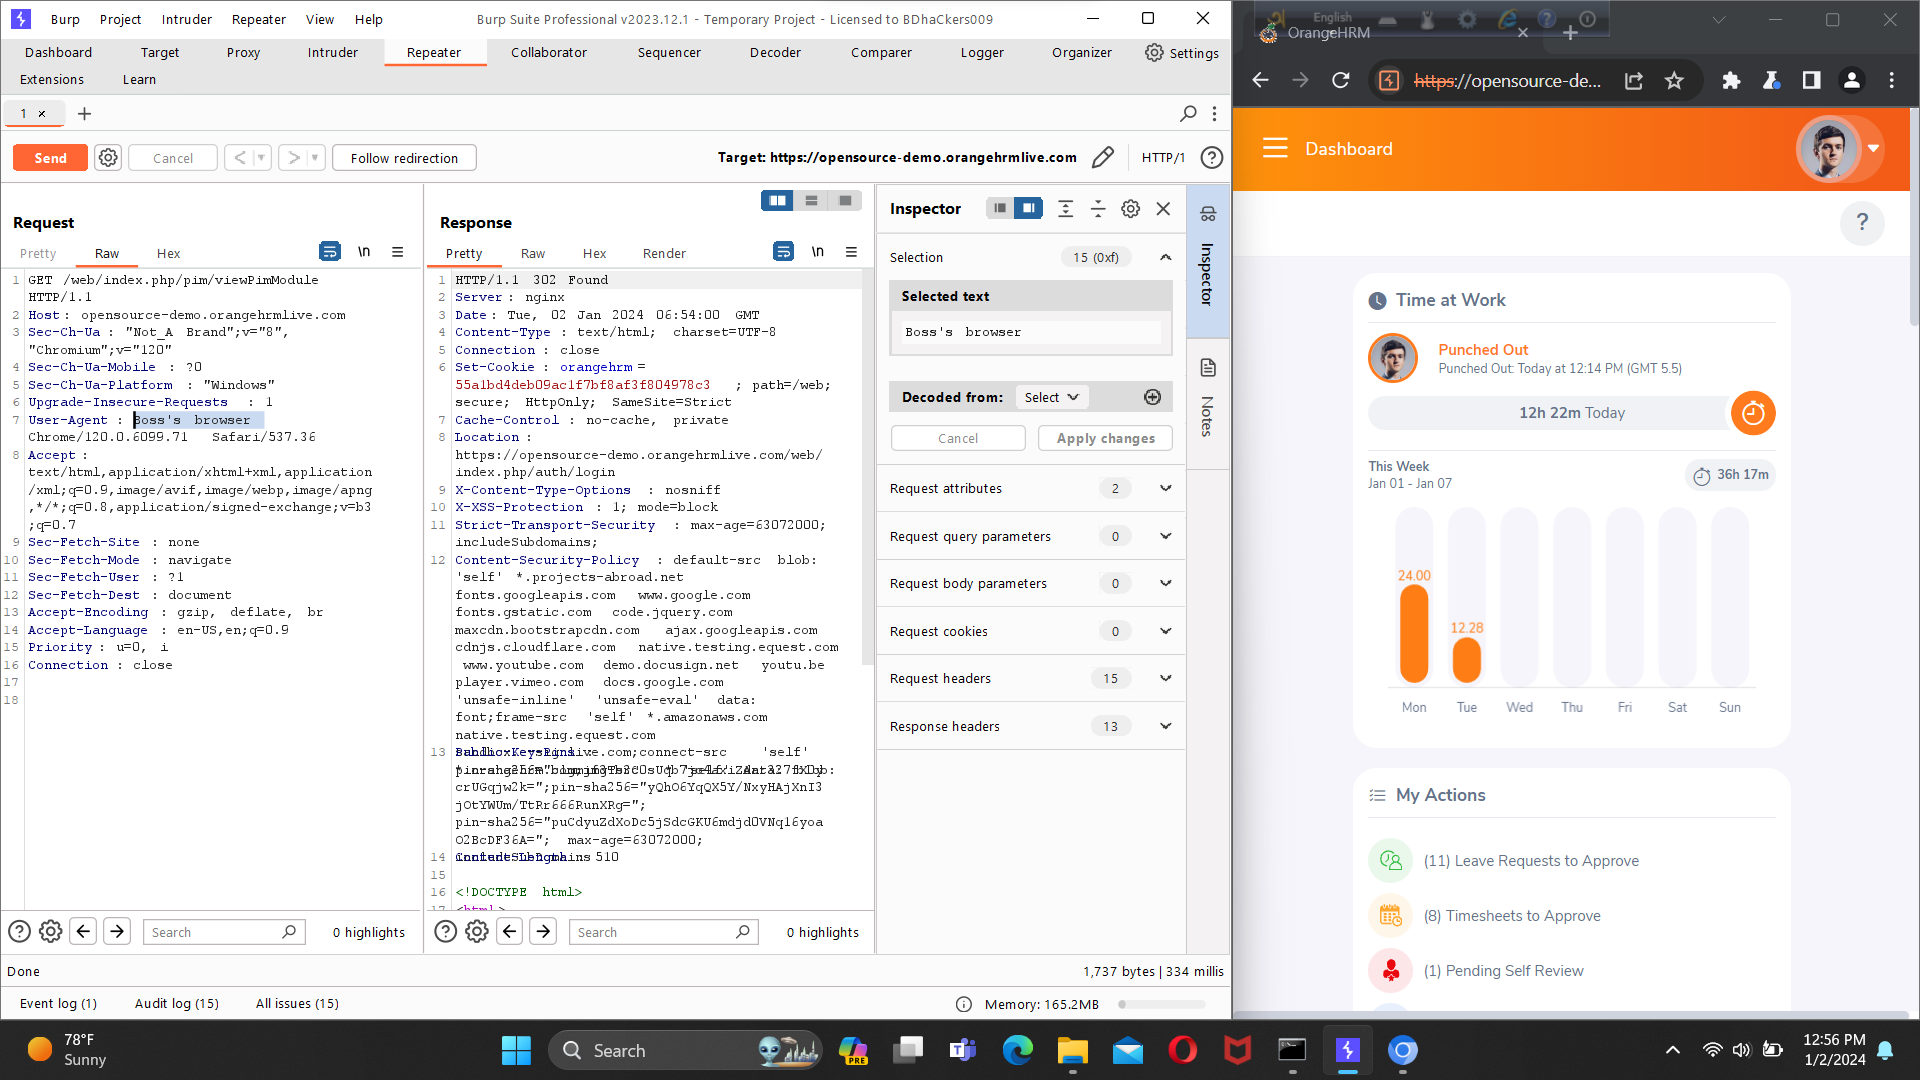 Burp Project Intruder Repeater View Help
Burp Suite Professional v2023.12.1 - Temporary Project - Licensed to BDhaCkers009
Dashboard Target Proxy Intruder Repeater Collaborator Sequencer Decoder Comparer Logger Organizer Settings
Extensions Learn
1 × +
Send Cancel < > Follow redirection
Target: https://opensource-demo.orangehrmlive.com HTTP/1
Request
Pretty Raw Hex \n
1 GET /web/index.php/pim/viewPimModule
HTTP/1.1
2 Host: opensource-demo.orangehrmlive.com
3 Sec-Ch-Ua : "Not_A Brand";v="8",
"Chromium";v="120"
4 Sec-Ch-Ua-Mobile : ?0
5 Sec-Ch-Ua-Platform : "Windows"
6 Upgrade-Insecure-Requests : 1
7 User-Agent : Boss's browser
Chrome/120.0.6099.71 Safari/537.36
8 Accept :
text/html,application/xhtml+xml,application
/xml;q=0.9,image/avif,image/webp,image/apng
,*/*;q=0.8,application/signed-exchange;v=b3
;q=0.7
9 Sec-Fetch-Site : none
10 Sec-Fetch-Mode : navigate
11 Sec-Fetch-User : ?1
12 Sec-Fetch-Dest : document
13 Accept-Encoding : gzip, deflate, br
14 Accept-Language : en-US,en;q=0.9
15 Priority : u=0, i
16 Connection : close
17
18
Search 0 highlights
Response
Pretty Raw Hex Render \n
1 HTTP/1.1 302 Found
2 Server : nginx
3 Date : Tue, 02 Jan 2024 06:54:00 GMT
4 Content-Type : text/html; charset=UTF-8
5 Connection : close
6 Set-Cookie : orangehrm =
55a1bd4deb09ac1f7bf8af3f804978c3 ; path=/web;
secure; HttpOnly; SameSite=Strict
7 Cache-Control : no-cache, private
8 Location :
https://opensource-demo.orangehrmlive.com/web/
index.php/auth/login
9 X-Content-Type-Options : nosniff
10 X-XSS-Protection : 1; mode=block
11 Strict-Transport-Security : max-age=63072000;
includeSubdomains;
12 Content-Security-Policy : default-src blob:
'self' *.projects-abroad.net
fonts.googleapis.com www.google.com
fonts.gstatic.com code.jquery.com
maxcdn.bootstrapcdn.com ajax.googleapis.com
cdnjs.cloudflare.com native.testing.equest.com
www.youtube.com demo.docusign.net youtu.be
player.vimeo.com docs.google.com
'unsafe-inline' 'unsafe-eval' data:
font;frame-src 'self' *.amazonaws.com
native.testing.equest.com
13 'self'
crUGqjw2k=";pin-sha256="yQhO6YqQX5Y/NxyHAjXnI3
jOtYWUm/TtRr666RunXRg=";
pin-sha256="puCdyuZdXoDc5jSdcGKU6mdjd0VNq16yoa
O2BcDF36A="; max-age=63072000;
14 510
15
16 <!DOCTYPE html>
17 <html>
Search 0 highlights
Inspector
Selection 15 (0xf)
Selected text
Boss's browser
Decoded from: Select
Cancel Apply changes
Request attributes 2
Request query parameters 0
Request body parameters 0
Request cookies 0
Request headers 15
Response headers 13
Inspector
Notes
Done
1,737 bytes | 334 millis
Event log (1) Audit log (15) All issues (15)
Memory: 165.2MB
English
OrangeHRM
https://opensource-de...
Dashboard
?
Time at Work
Punched Out
Punched Out: Today at 12:14 PM (GMT 5.5)
12h 22m Today
This Week
Jan 01 - Jan 07
36h 17m
24.00
12.28
Mon Tue Wed Thu Fri Sat Sun
My Actions
(11) Leave Requests to Approve
(8) Timesheets to Approve
(1) Pending Self Review
78°F
Sunny
Search
PRE
12:56 PM
1/2/2024